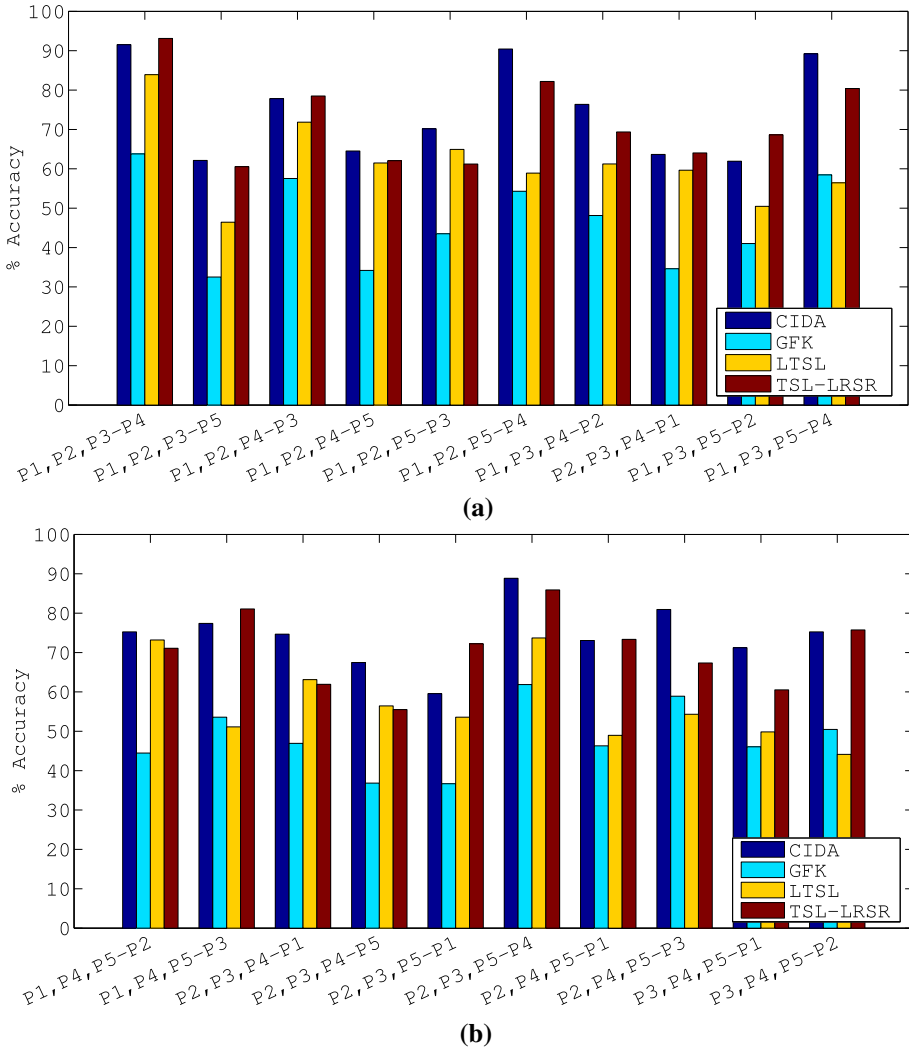 100
90
80
70
60
50
40
30
20
10
0
% Accuracy
CIDA
GFK
LTSL
TSL-LRSR
P1,P2,P3-P4
P1,P2,P3-P5
P1,P2,P4-P3
P1,P2,P4-P5
P1,P2,P5-P3
P1,P2,P5-P4
P1,P3,P4-P2
P2,P3,P4-P1
P1,P3,P5-P2
P1,P3,P5-P4
(a)
100
90
80
70
60
50
40
30
20
10
0
% Accuracy
CIDA
GFK
LTSL
TSL-LRSR
P1,P4,P5-P2
P1,P4,P5-P3
P2,P3,P4-P1
P2,P3,P4-P5
P2,P3,P5-P1
P2,P3,P5-P4
P2,P4,P5-P1
P2,P4,P5-P3
P3,P4,P5-P1
P3,P4,P5-P2
(b)